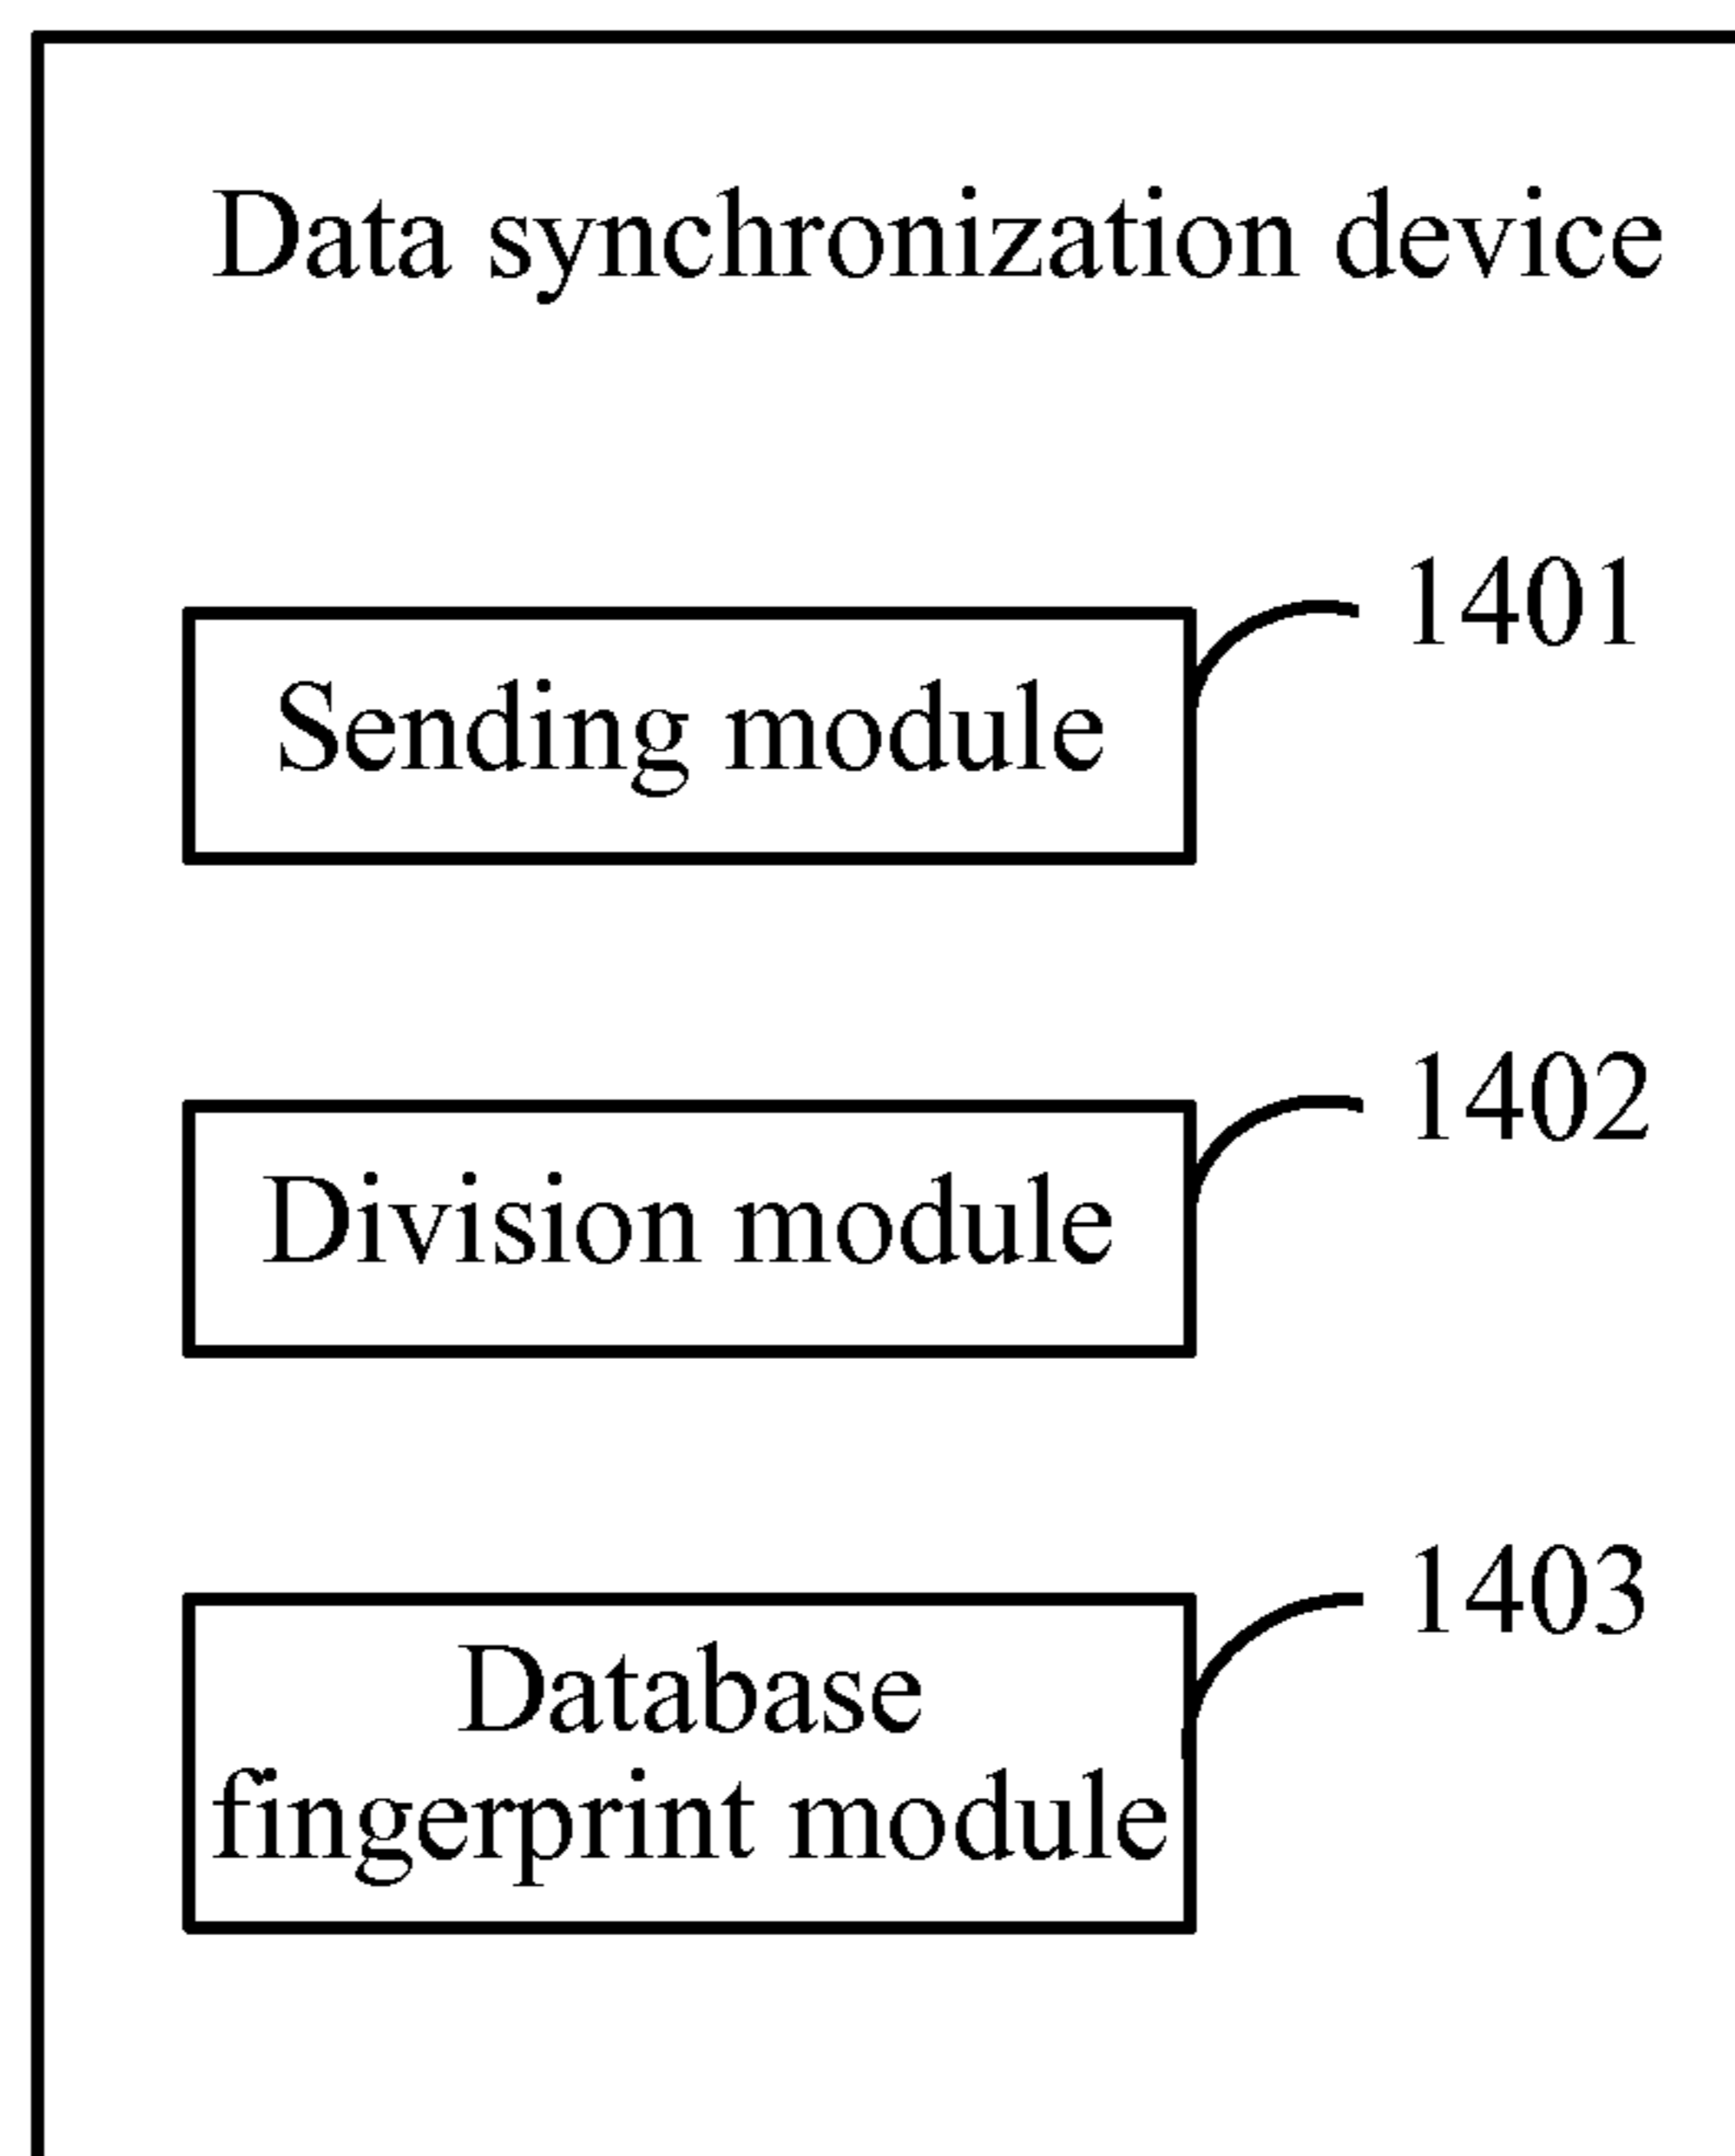 Data synchronization device
1401
Sending module
1402
Division module
1403
Database
fingerprint module